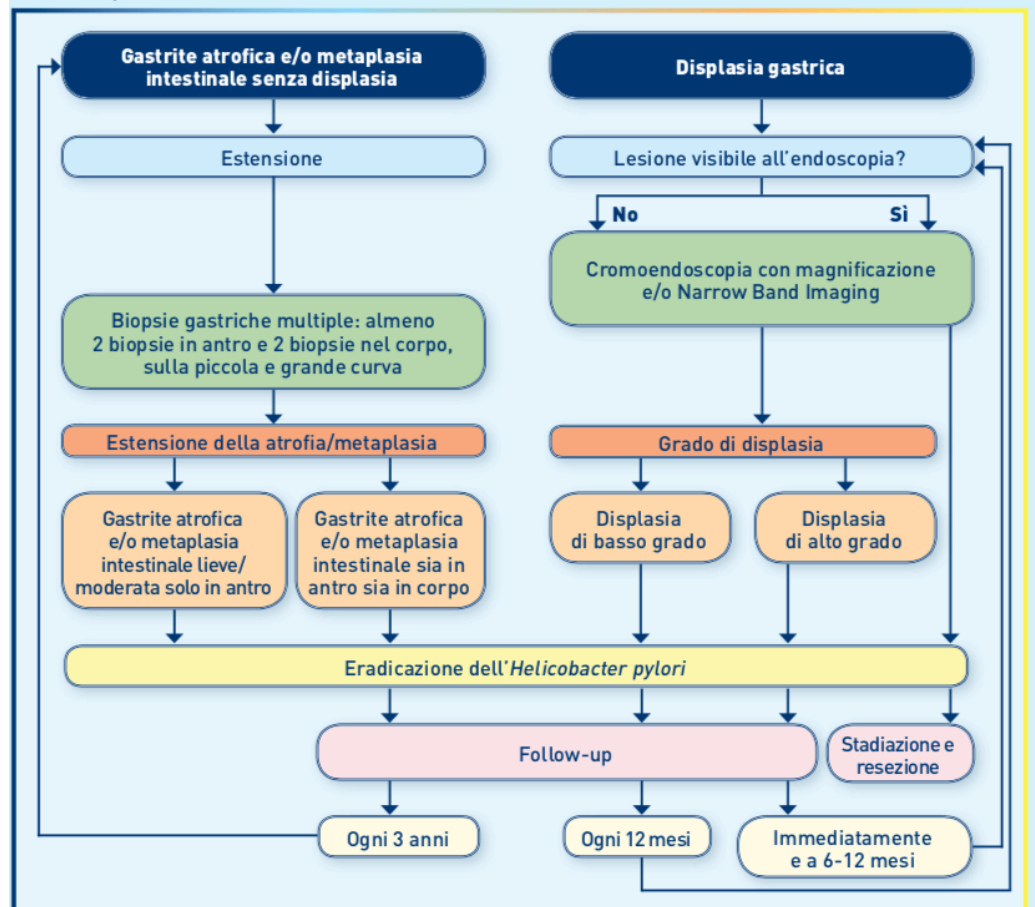 Gastrite atrofica e/o metaplasia
intestinale senza displasia
Displasia gastrica
Estensione
Lesione visibile all'endoscopia?
No
Sì
Cromoendoscopia con magnificazione
e/o Narrow Band Imaging
Biopsie gastriche multiple: almeno
2 biopsie in antro e 2 biopsie nel corpo,
sulla piccola e grande curva
Estensione della atrofia/metaplasia
Grado di displasia
Gastrite atrofica
e/o metaplasia
intestinale lieve/
moderata solo in antro
Gastrite atrofica
e/o metaplasia
intestinale sia in
antro sia in corpo
Displasia
di basso grado
Displasia
di alto grado
Eradicazione dell'Helicobacter pylori
Follow-up
Stadiazione e
resezione
Ogni 3 anni
Ogni 12 mesi
Immediatamente
e a 6-12 mesi